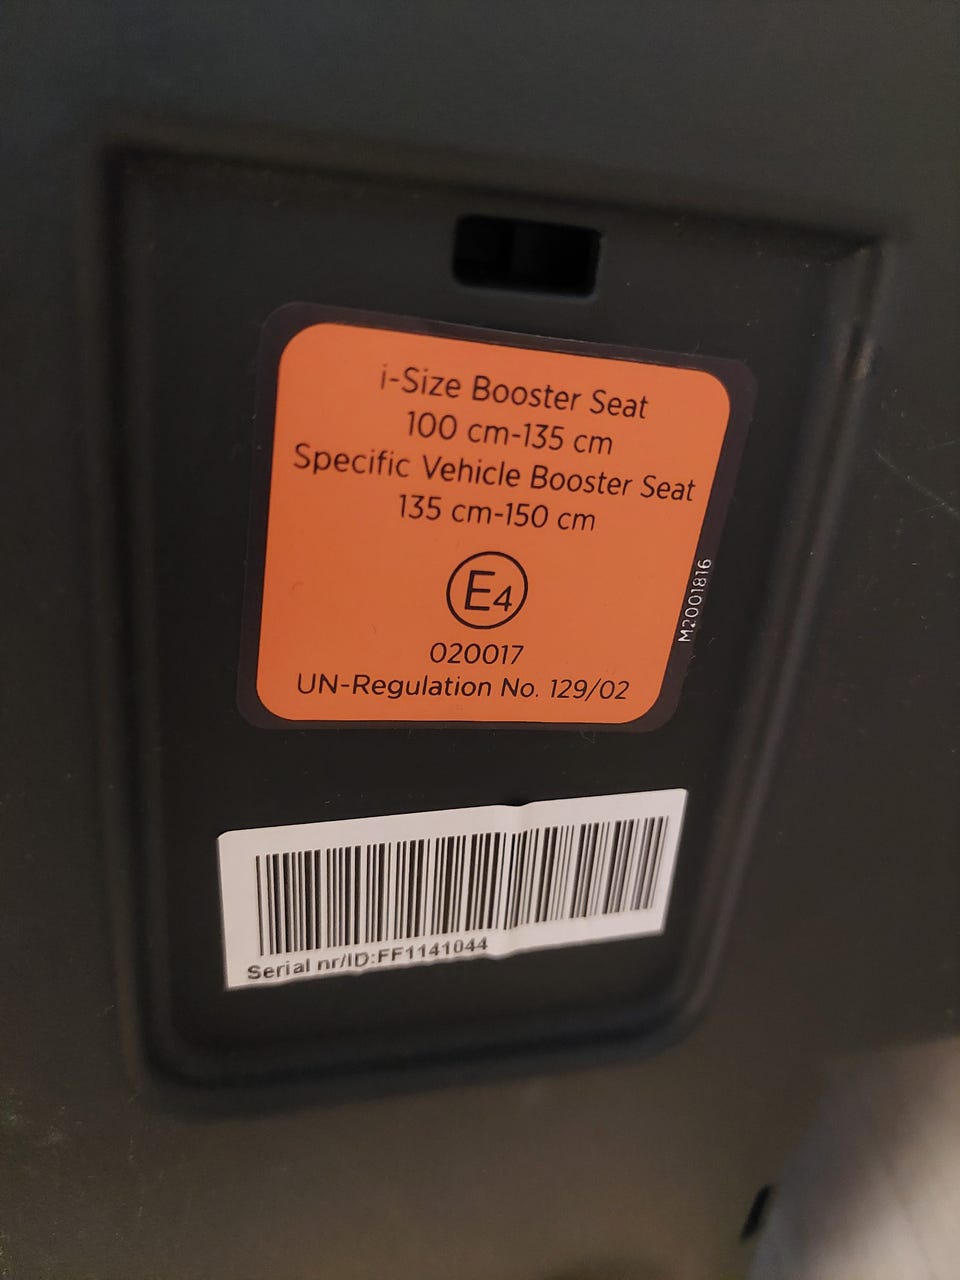 i-Size Booster Seat
100 cm-135 cm
Specific Vehicle Booster Seat
135 cm-150 cm
E4
020017
UN-Regulation No. 129/02
M2001816
Serial nr/ID:FF1141044